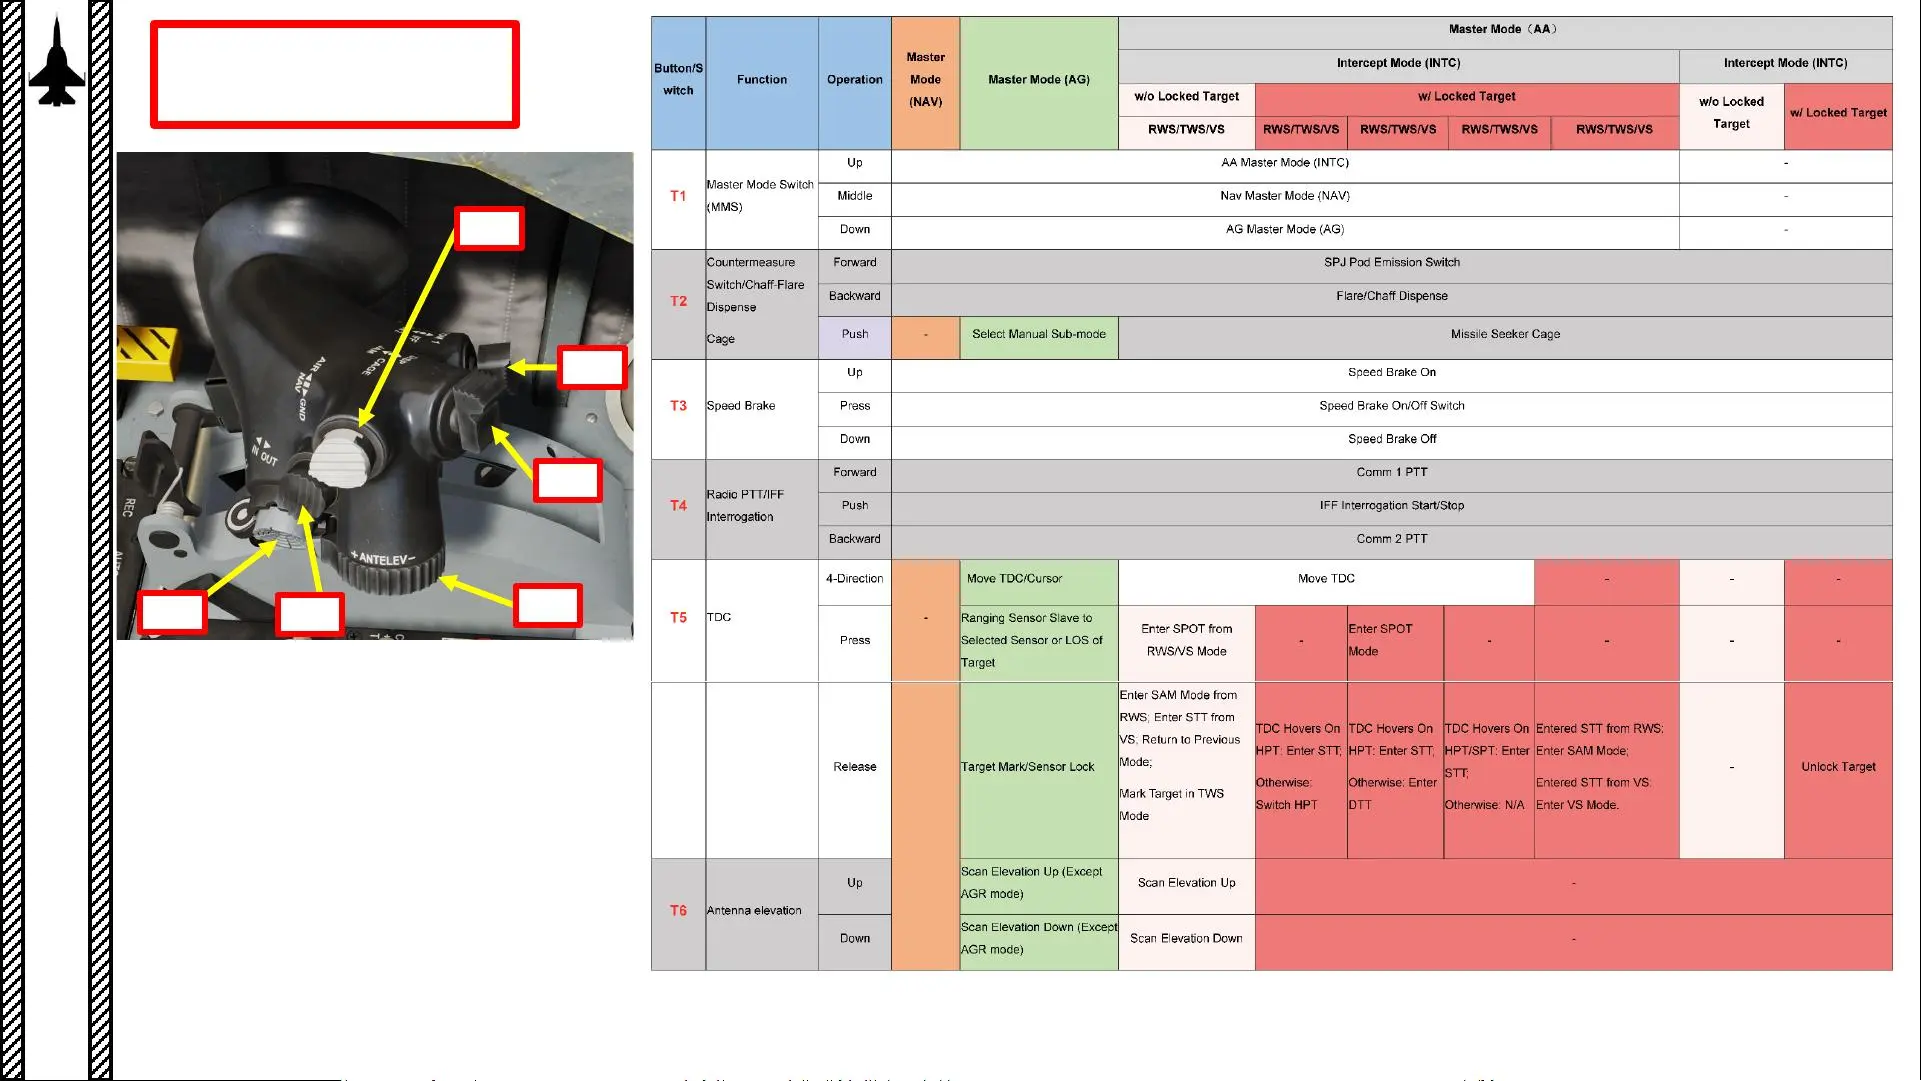 Button/S
witch
Function
Operation
Master
Mode
(NAV)
Master Mode (AG)
Master Mode（AA）
Intercept Mode (INTC)
Intercept Mode (INTC)
w/o Locked Target
w/ Locked Target
w/o Locked
Target
w/ Locked Target
RWS/TWS/VS
RWS/TWS/VS
RWS/TWS/VS
RWS/TWS/VS
RWS/TWS/VS
T1
Master Mode Switch
(MMS)
Up
AA Master Mode (INTC)
-
Middle
Nav Master Mode (NAV)
-
Down
AG Master Mode (AG)
-
T2
Countermeasure
Switch/Chaff-Flare
Dispense
Cage
Forward
SPJ Pod Emission Switch
Backward
Flare/Chaff Dispense
Push
-
Select Manual Sub-mode
Missile Seeker Cage
T3
Speed Brake
Up
Speed Brake On
Press
Speed Brake On/Off Switch
Down
Speed Brake Off
T4
Radio PTT/IFF
Interrogation
Forward
Comm 1 PTT
Push
IFF Interrogation Start/Stop
Backward
Comm 2 PTT
T5
TDC
4-Direction
-
Move TDC/Cursor
Move TDC
-
-
-
Press
Ranging Sensor Slave to
Selected Sensor or LOS of
Target
Enter SPOT from
RWS/VS Mode
-
Enter SPOT
Mode
-
-
-
-
Release
Target Mark/Sensor Lock
Enter SAM Mode from
RWS; Enter STT from
VS; Return to Previous
Mode;
Mark Target in TWS
Mode
TDC Hovers On
HPT: Enter STT;
Otherwise:
Switch HPT
TDC Hovers On
HPT: Enter STT;
Otherwise: Enter
DTT
TDC Hovers On
HPT/SPT: Enter
STT;
Otherwise: N/A
Entered STT from RWS:
Enter SAM Mode;
Entered STT from VS:
Enter VS Mode.
-
Unlock Target
T6
Antenna elevation
Up
Scan Elevation Up (Except
AGR mode)
Scan Elevation Up
-
Down
Scan Elevation Down (Except
AGR mode)
Scan Elevation Down
-
CAGE
AIR
NAV
GND
IN OUT
+ANTELEV-
REC